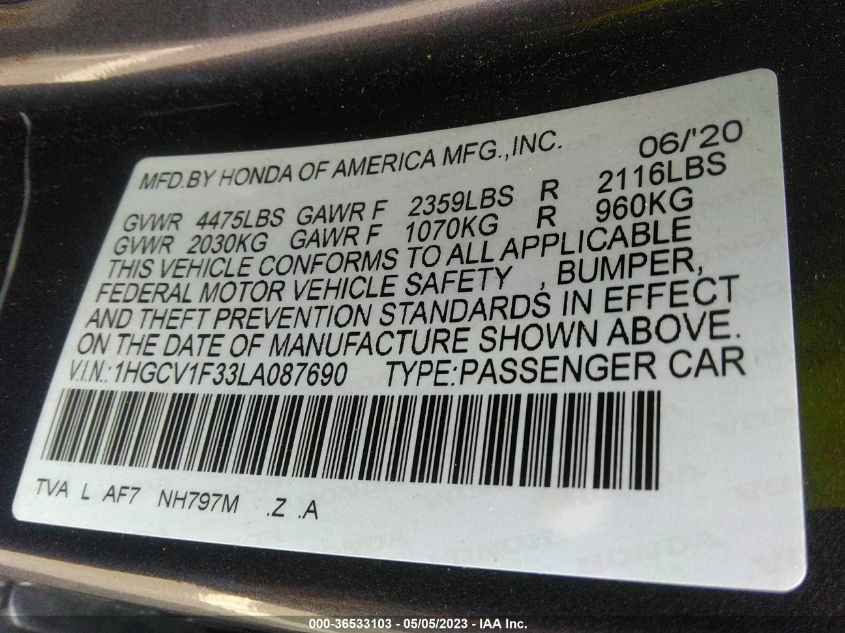 MFD.BY HONDA OF AMERICA MFG.,INC. 06/'20
GVWR 4475LBS GAWR F 2359LBS R 2116LBS
GVWR 2030KG GAWR F 1070KG R 960KG
THIS VEHICLE CONFORMS TO ALL APPLICABLE
FEDERAL MOTOR VEHICLE SAFETY , BUMPER,
AND THEFT PREVENTION STANDARDS IN EFFECT
ON THE DATE OF MANUFACTURE SHOWN ABOVE.
V.I.N.:1HGCV1F33LA087690 TYPE:PASSENGER CAR
TVA L AF7 NH797M .Z .A
000-36533103 - 05/05/2023 - IAA Inc.